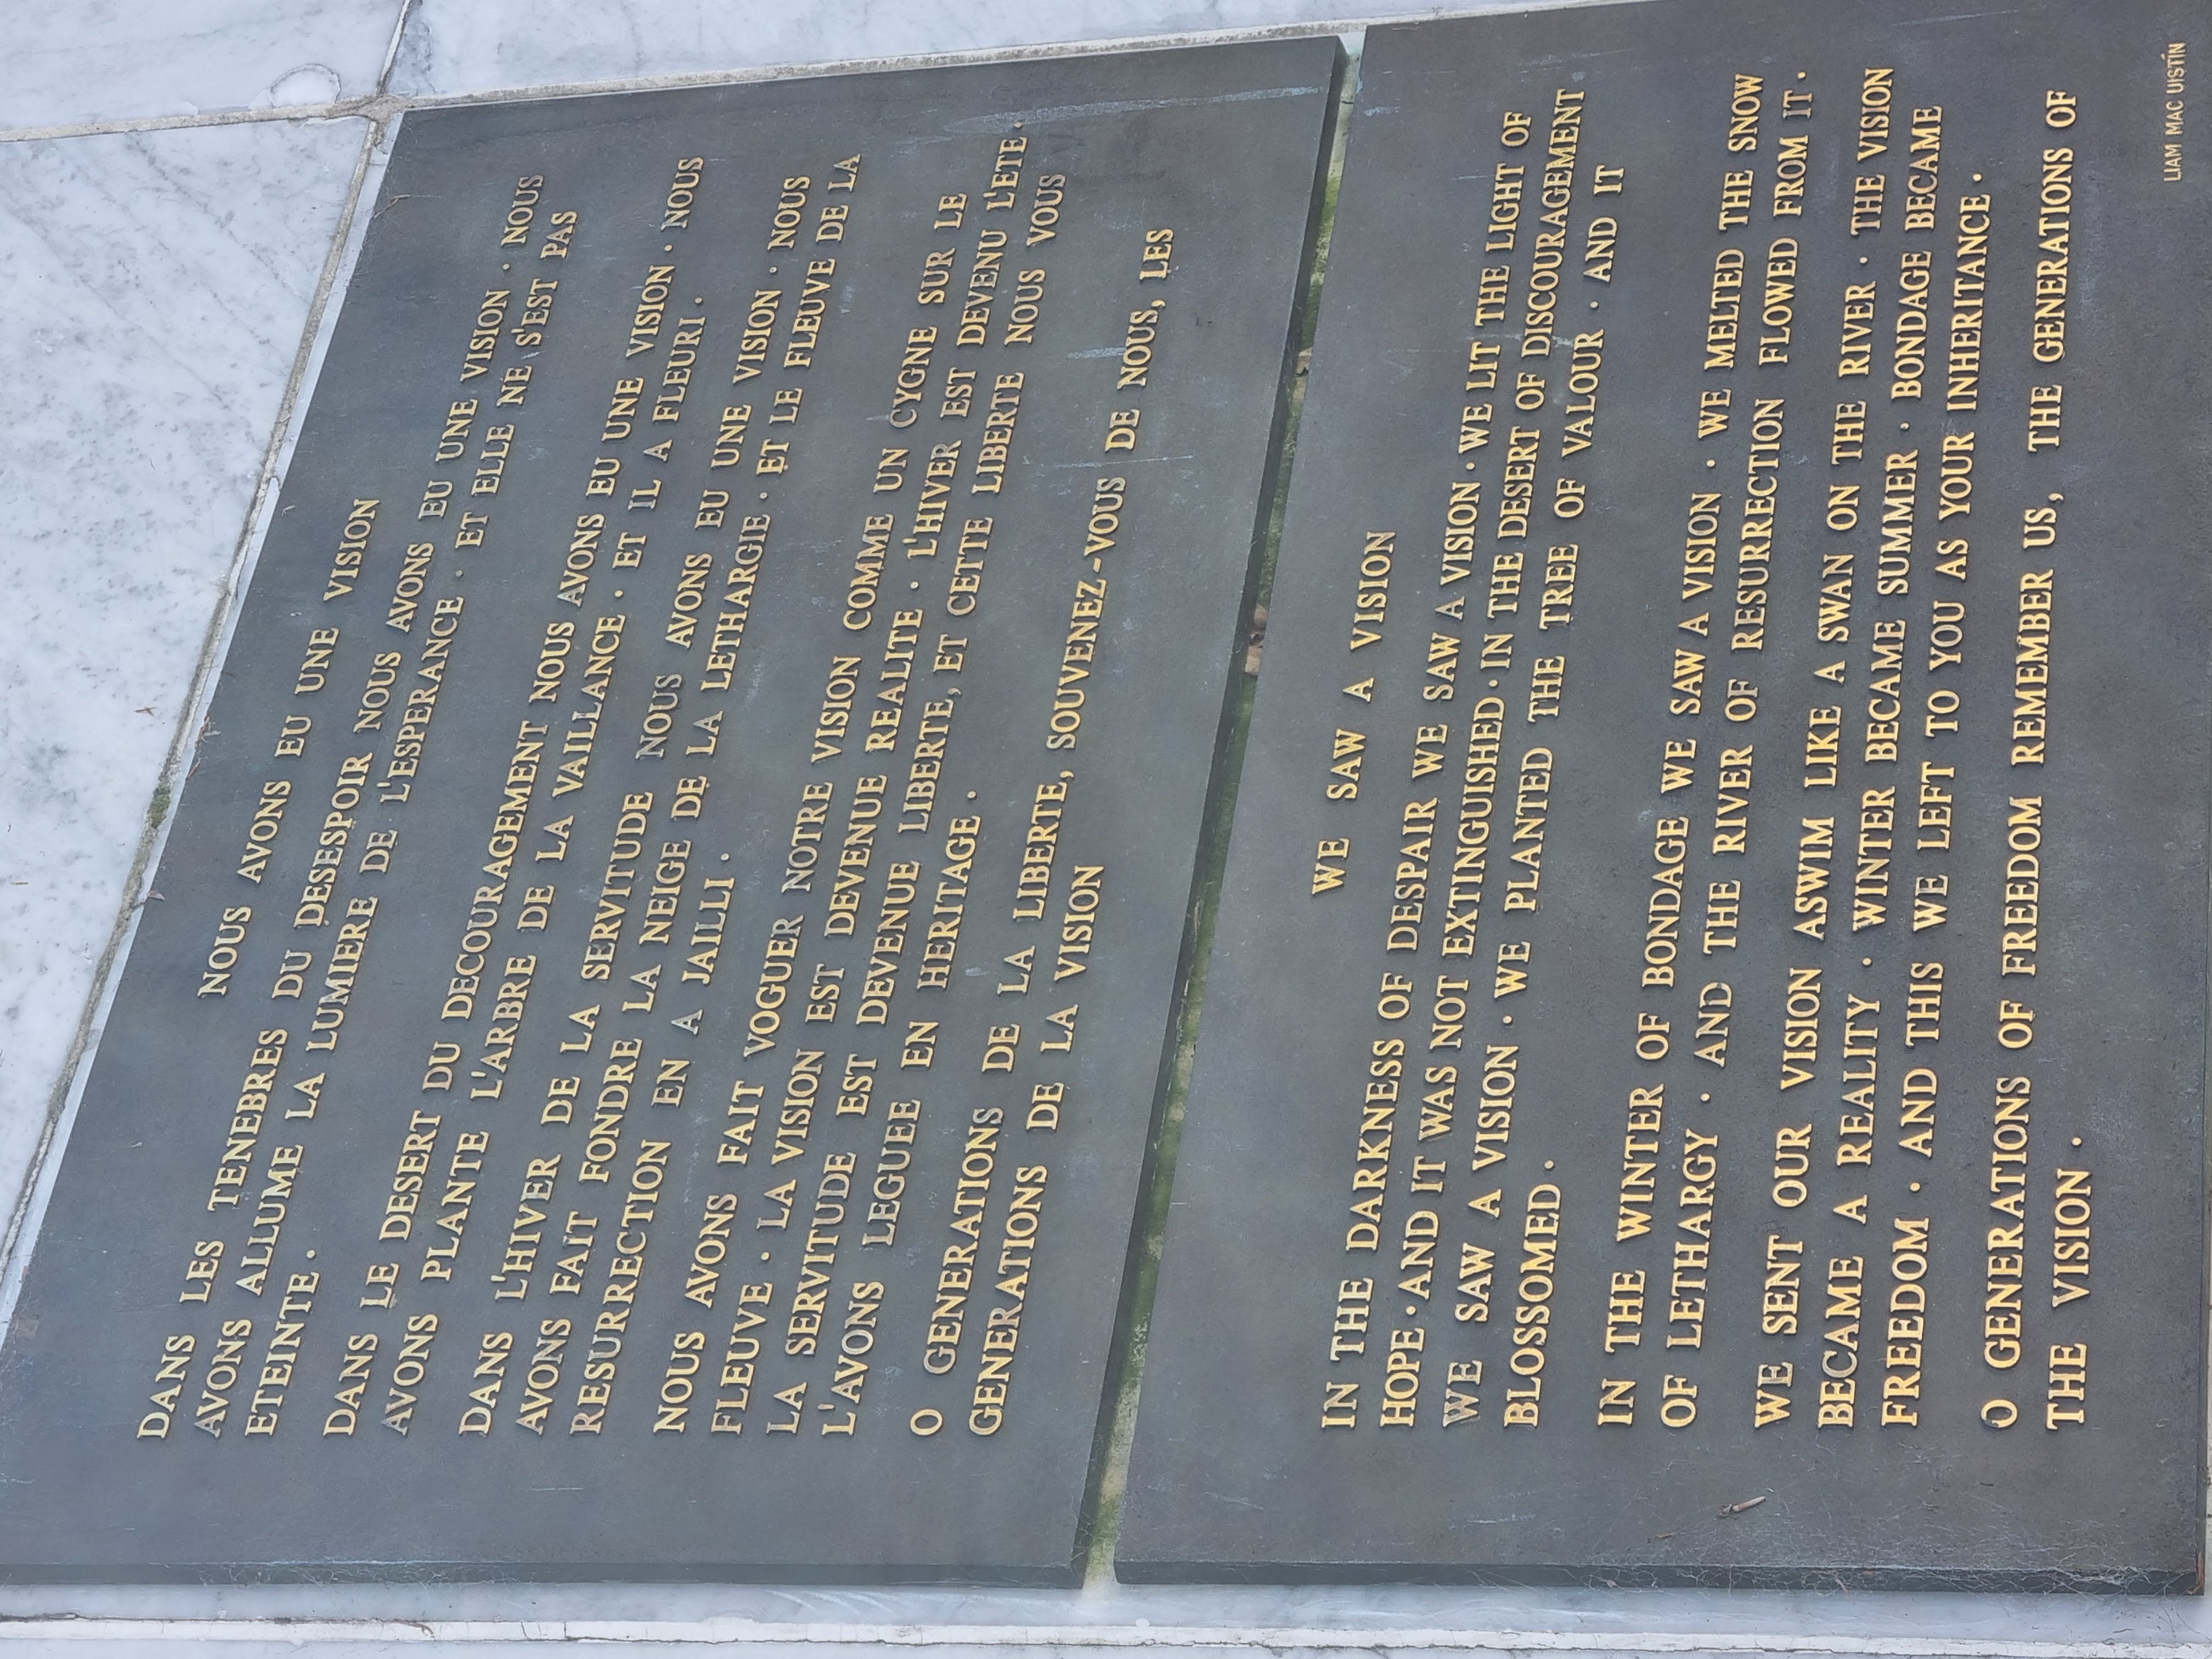 NOUS AVONS EU UNE VISION
DANS LES TENEBRES DU DESESPOIR NOUS AVONS EU UNE VISION · NOUS
AVONS ALLUME LA LUMIERE DE L'ESPERANCE · ET ELLE NE S'EST PAS
ETEINTE ·
DANS LE DESERT DU DECOURAGEMENT NOUS AVONS EU UNE VISION · NOUS
AVONS PLANTE L'ARBRE DE LA VAILLANCE · ET IL A FLEURI ·
DANS L'HIVER DE LA SERVITUDE NOUS AVONS EU UNE VISION · NOUS
AVONS FAIT FONDRE LA NEIGE DE LA LETHARGIE · ET LE FLEUVE DE LA
RESURRECTION EN A JAILLI ·
NOUS AVONS FAIT VOGUER NOTRE VISION COMME UN CYGNE SUR LE
FLEUVE · LA VISION EST DEVENUE REALITE · L'HIVER EST DEVENU L'ETE ·
LA SERVITUDE EST DEVENUE LIBERTE, ET CETTE LIBERTE NOUS VOUS
L'AVONS LEGUEE EN HERITAGE ·
O GENERATIONS DE LA LIBERTE, SOUVENEZ-VOUS DE NOUS, LES
GENERATIONS DE LA VISION
WE SAW A VISION
IN THE DARKNESS OF DESPAIR WE SAW A VISION · WE LIT THE LIGHT OF
HOPE · AND IT WAS NOT EXTINGUISHED · IN THE DESERT OF DISCOURAGEMENT
WE SAW A VISION · WE PLANTED THE TREE OF VALOUR · AND IT
BLOSSOMED ·
IN THE WINTER OF BONDAGE WE SAW A VISION · WE MELTED THE SNOW
OF LETHARGY · AND THE RIVER OF RESURRECTION FLOWED FROM IT ·
WE SENT OUR VISION ASWIM LIKE A SWAN ON THE RIVER · THE VISION
BECAME A REALITY · WINTER BECAME SUMMER · BONDAGE BECAME
FREEDOM · AND THIS WE LEFT TO YOU AS YOUR INHERITANCE ·
O GENERATIONS OF FREEDOM REMEMBER US, THE GENERATIONS OF
THE VISION ·
LIAM MAC UISTÍN